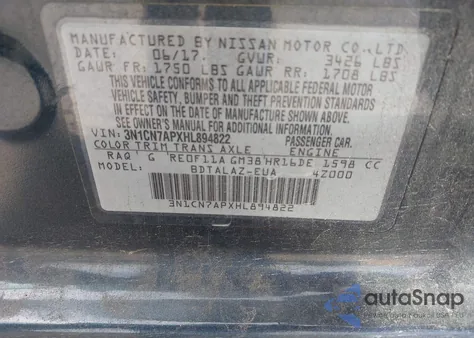 MANUFACTURED BY NISSAN MOTOR CO., LTD.
DATE: 06/17. GVWR: 3426 LBS
GAWR FR: 1750 LBS GAWR RR: 1708 LBS
THIS VEHICLE CONFORMS TO ALL APPLICABLE FEDERAL MOTOR
VEHICLE SAFETY, BUMPER AND THEFT PREVENTION STANDARDS
IN EFFECT ON THE DATE OF MANUFACTURE SHOWN ABOVE.
SEE OWNER'S MANUAL FOR ADDITIONAL INFORMATION
VIN: 3N1CN7APXHL894822 PASSENGER CAR.
COLOR TRIM TRANS AXLE ENGINE
RAQ G RE0F11A GM38 HR16DE 1598 CC
MODEL: BDTALAZ-EUA 42000
3N1CN7APXHL894822
autoSnap